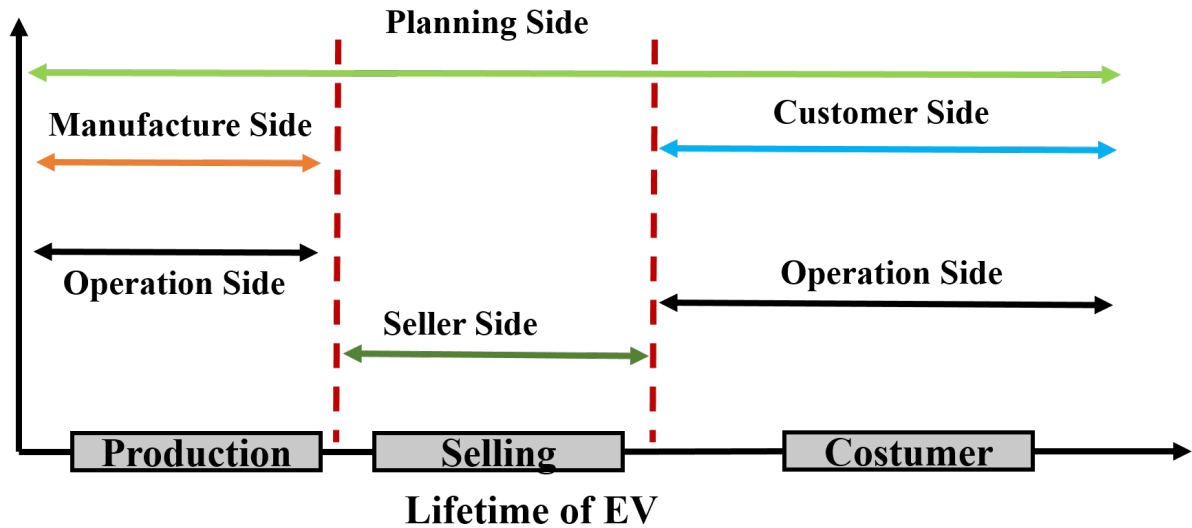 Planning Side
Manufacture Side
Customer Side
Operation Side
Operation Side
Seller Side
Production
Selling
Costumer
Lifetime of EV